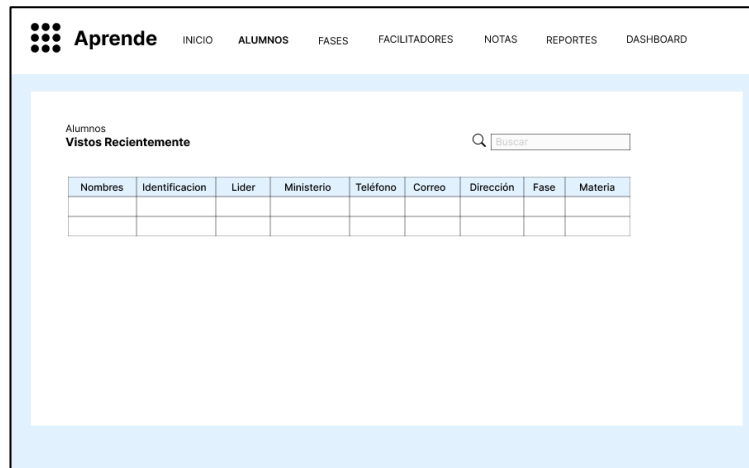 Aprende INICIO ALUMNOS FASES FACILITADORES NOTAS REPORTES DASHBOARD
Alumnos
Vistos Recientemente
Buscar
Nombres Identificacion Lider Ministerio Teléfono Correo Dirección Fase Materia